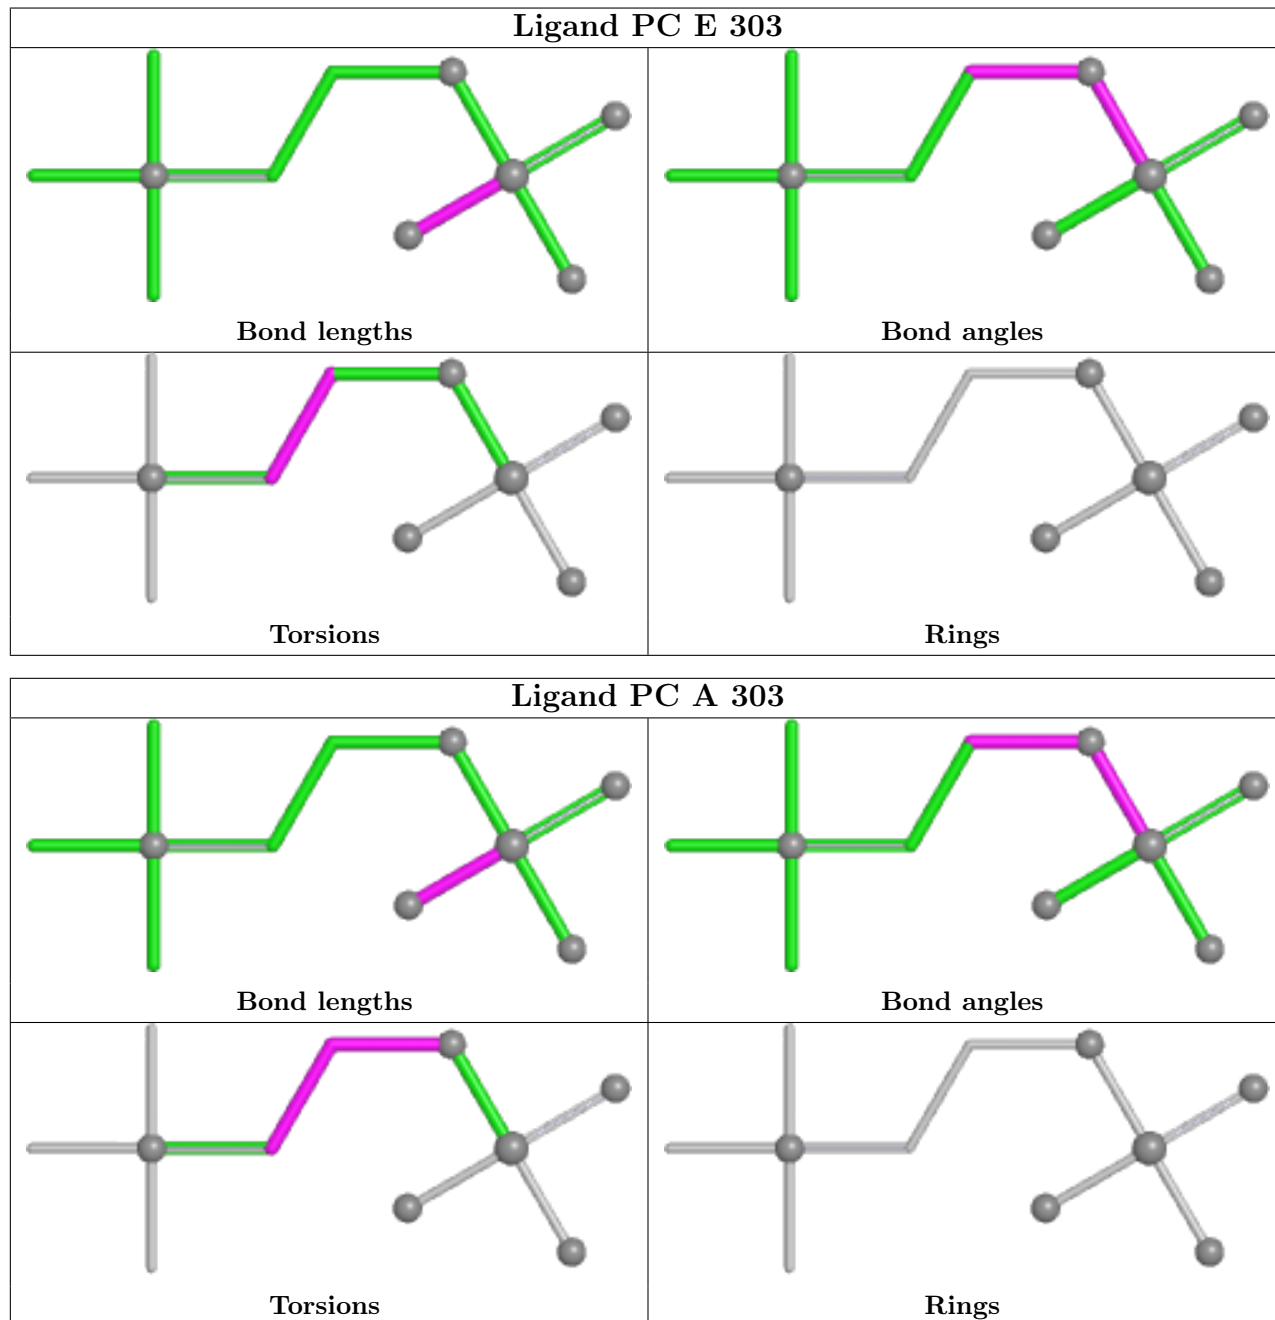 Ligand PC E 303
Bond lengths
Bond angles
Torsions
Rings
Ligand PC A 303
Bond lengths
Bond angles
Torsions
Rings